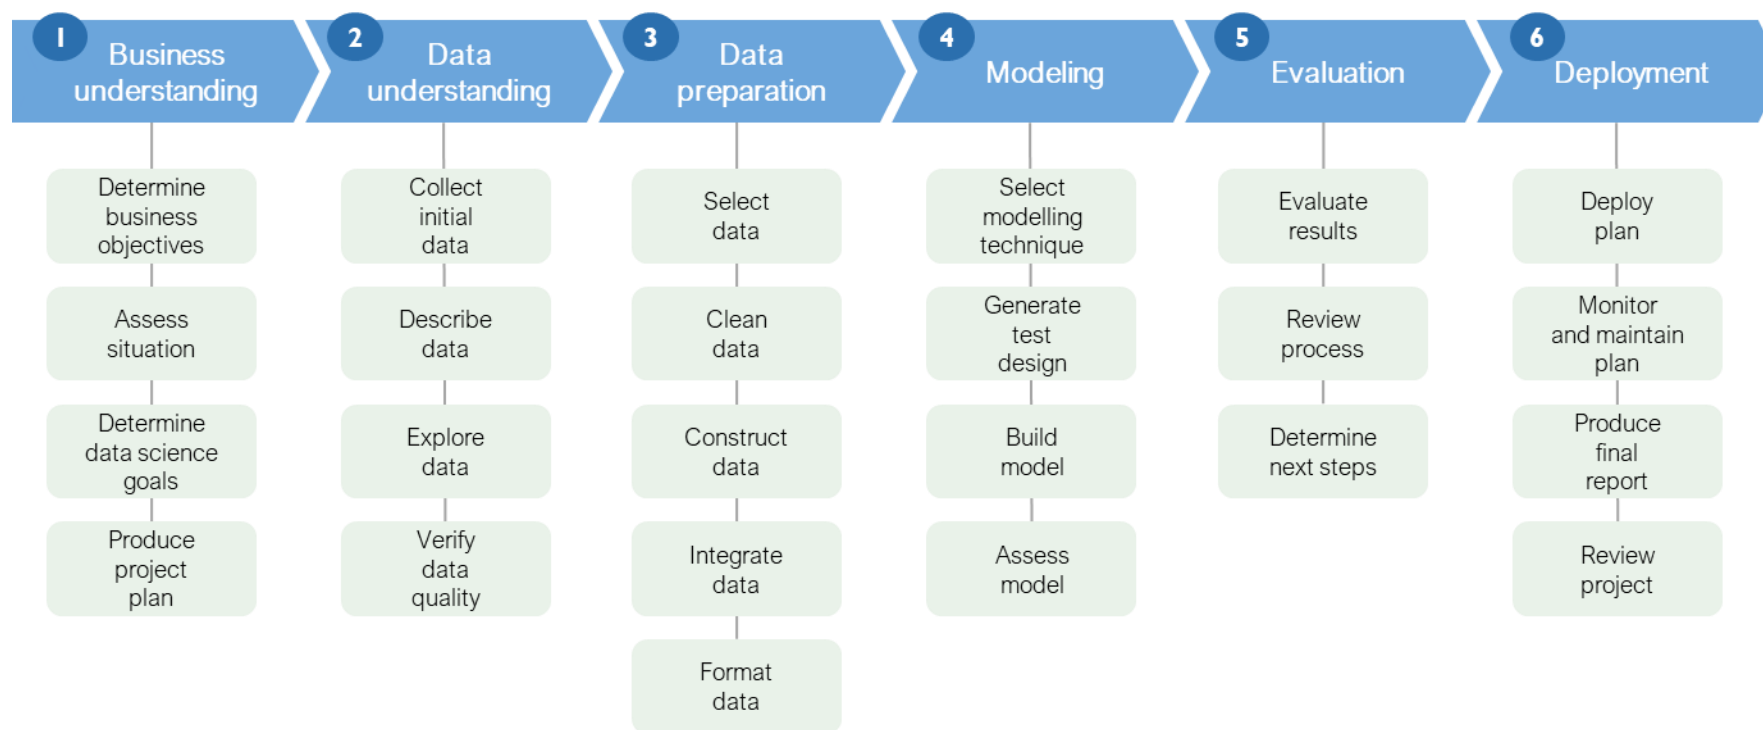 1
Business
understanding
2
Data
understanding
3
Data
preparation
4
Modeling
5
Evaluation
6
Deployment
Determine
business
objectives
Assess
situation
Determine
data science
goals
Produce
project
plan
Collect
initial
data
Describe
data
Explore
data
Verify
data
quality
Select
data
Clean
data
Construct
data
Integrate
data
Format
data
Select
modelling
technique
Generate
test
design
Build
model
Assess
model
Evaluate
results
Review
process
Determine
next steps
Deploy
plan
Monitor
and maintain
plan
Produce
final
report
Review
project